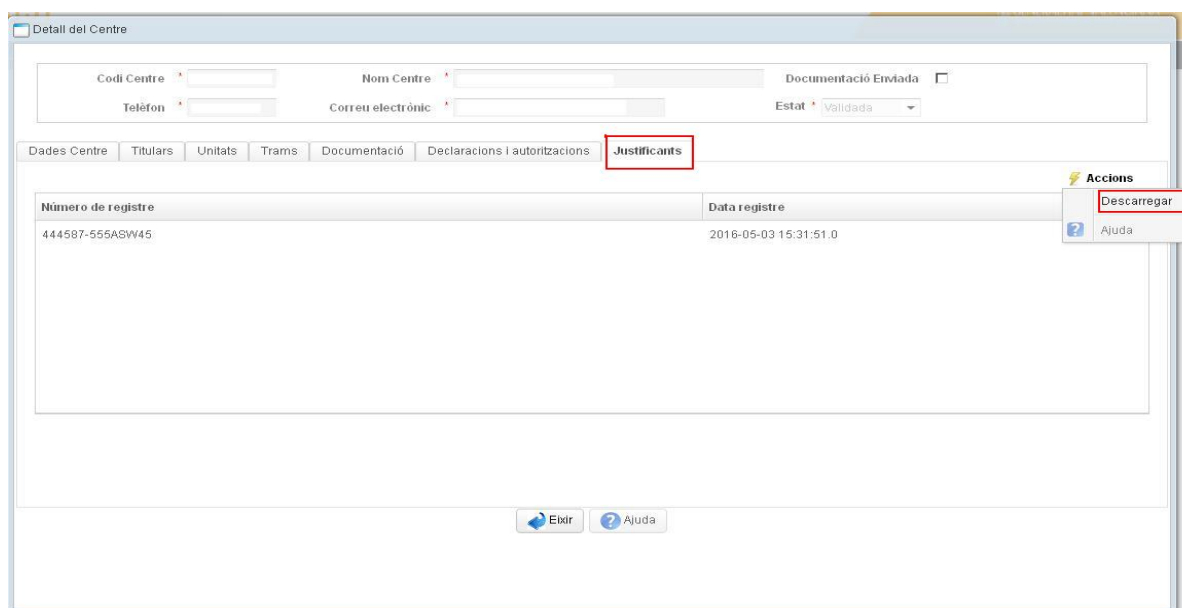 Detall del Centre
Codi Centre * Nom Centre * Documentació Enviada
Telèfon * Correu electrònic * Estat * Validada
Dades Centre Titulars Unitats Trams Documentació Declaracions i autoritzacions Justificants
Accions
Descarregar
Ajuda
Número de registre Data registre
444587-555ASW45 2016-05-03 15:31:51.0
Eixir Ajuda